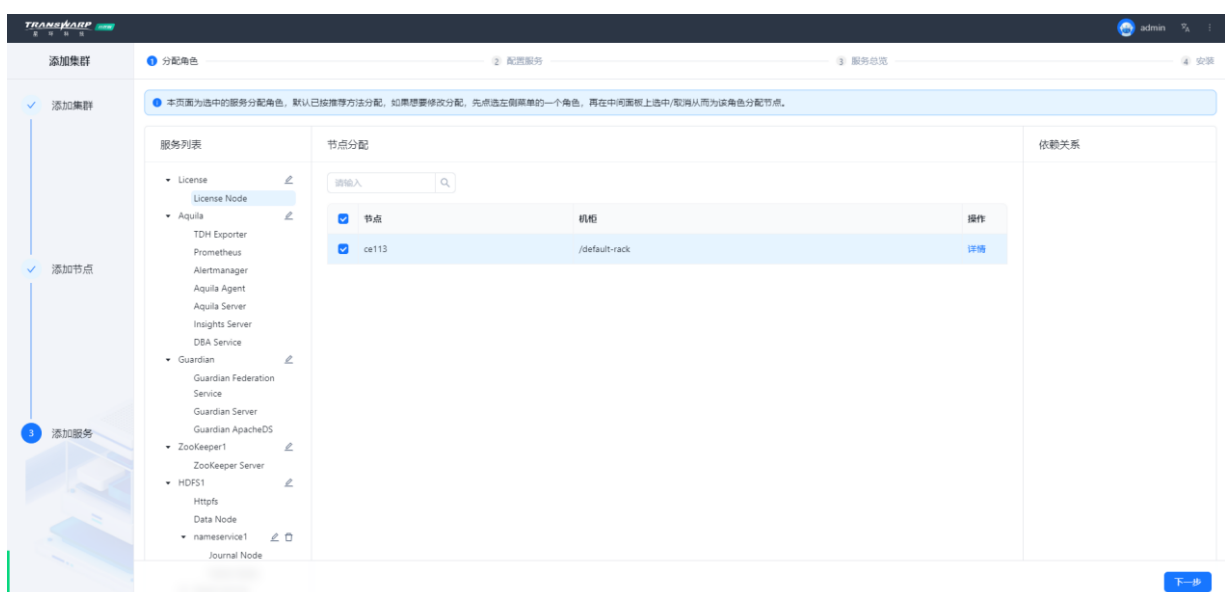 TRANSWARP
星 环 科 技
admin
添加集群
1 分配角色
2 配置服务
3 服务总览
4 安装
添加集群
本页面为选中的服务分配角色，默认已按推荐方法分配，如果想要修改分配，先点选左侧菜单的一个角色，再在中间面板上选中/取消从而为该角色分配节点。
服务列表
节点分配
依赖关系
License
请输入
License Node
Aquila
节点
机柜
操作
TDH Exporter
Prometheus
ce113
/default-rack
详情
添加节点
Alertmanager
Aquila Agent
Aquila Server
Insights Server
DBA Service
Guardian
Guardian Federation
Service
Guardian Server
3 添加服务
Guardian ApacheDS
ZooKeeper1
ZooKeeper Server
HDFS1
Httpfs
Data Node
nameservice1
Journal Node
下一步